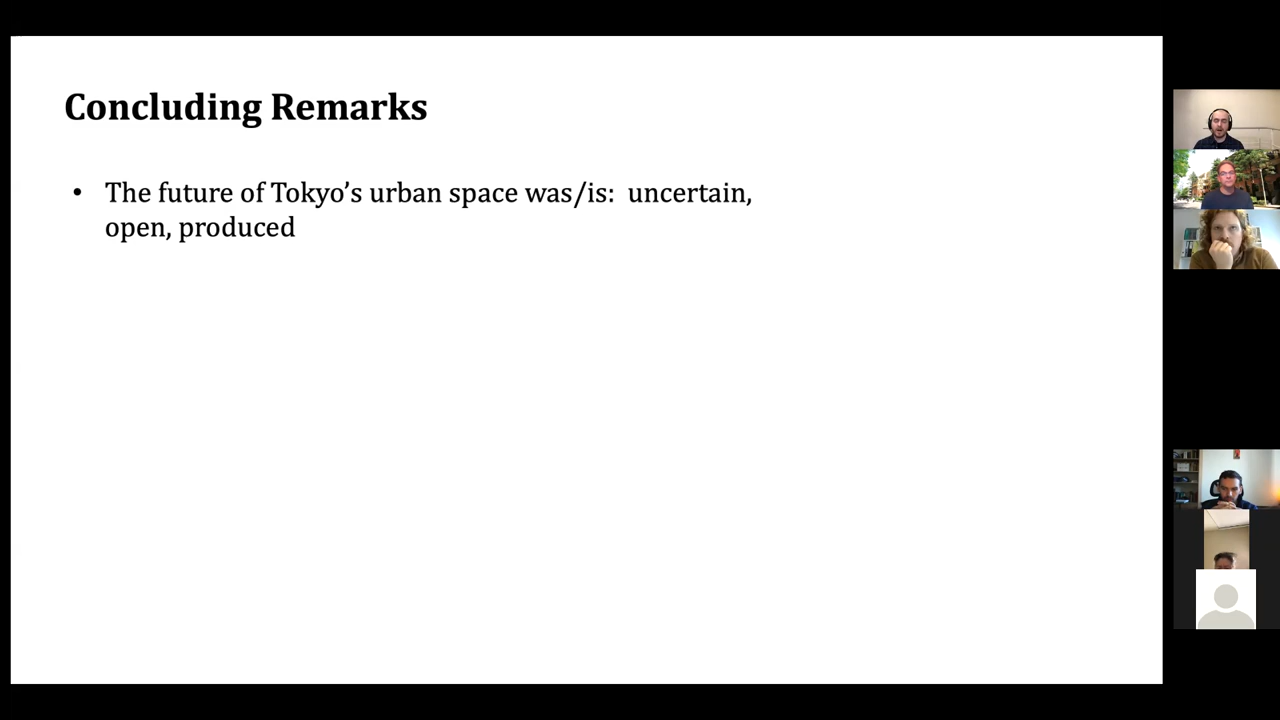 Concluding Remarks
• The future of Tokyo’s urban space was/is:  uncertain,
open, produced